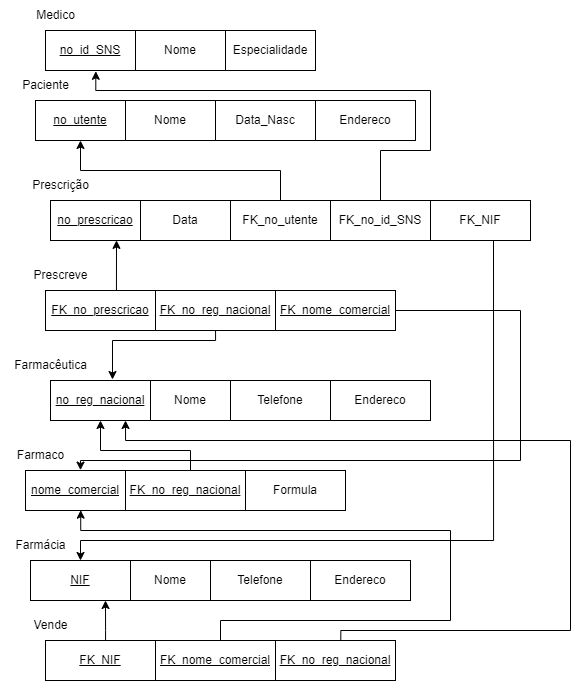 Medico
no_id_SNS Nome Especialidade
Paciente
no_utente Nome Data_Nasc Endereco
Prescrição
no_prescricao Data FK_no_utente FK_no_id_SNS FK_NIF
Prescreve
FK_no_prescricao FK_no_reg_nacional FK_nome_comercial
Farmacêutica
no_reg_nacional Nome Telefone Endereco
Farmaco
nome_comercial FK_no_reg_nacional Formula
Farmácia
NIF Nome Telefone Endereco
Vende
FK_NIF FK_nome_comercial FK_no_reg_nacional